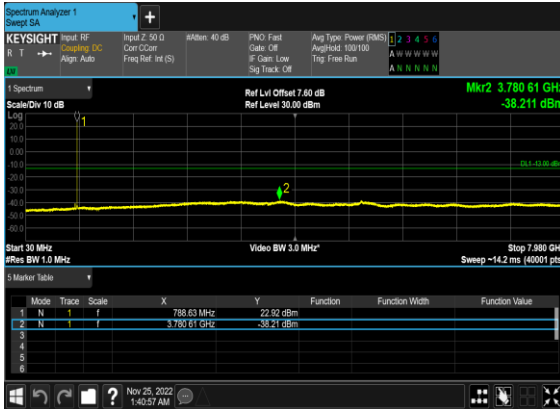 Spectrum Analyzer 1
Swept SA
+
KEYSIGHT
R T
LV
Input: RF
Coupling: DC
Align: Auto
Input Z: 50 Ω
Corr CCorr
Freq Ref: Int (S)
#Atten: 40 dB
PNO: Fast
Gate: Off
IF Gain: Low
Sig Track: Off
Avg Type: Power (RMS)
Avg|Hold: 100/100
Trig: Free Run
1 2 3 4 5 6
A W W W W W
A N N N N N
1 Spectrum
Scale/Div 10 dB
Ref Lvl Offset 7.60 dB
Ref Level 30.00 dBm
Mkr2 3.780 61 GHz
-38.211 dBm
Log
20.0
10.0
0.00
-10.0
-20.0
-30.0
-40.0
-50.0
-60.0
1
2
DL1 -13.00 dBm
Start 30 MHz
#Res BW 1.0 MHz
Video BW 3.0 MHz*
Stop 7.980 GHz
Sweep ~14.2 ms (40001 pts)
5 Marker Table
Mode Trace Scale X Y Function Function Width Function Value
1 N 1 f 788.63 MHz 22.92 dBm
2 N 1 f 3.780 61 GHz -38.21 dBm
3
4
5
6
?
Nov 25, 2022
1:40:57 AM